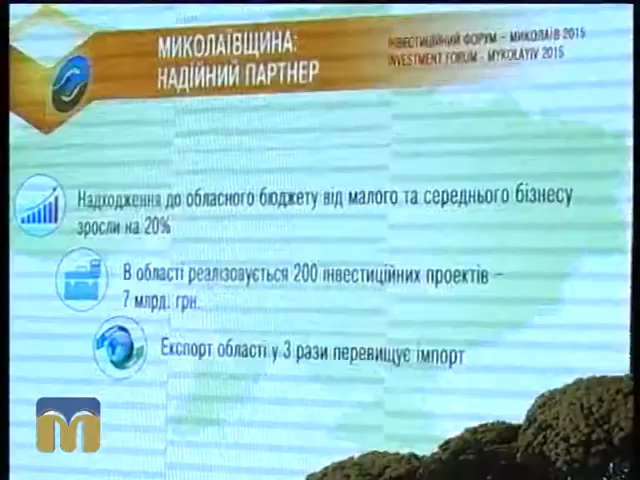 МИКОЛАЇВЩИНА:
НАДІЙНИЙ ПАРТНЕР
ІНВЕСТИЦІЙНИЙ ФОРУМ – МИКОЛАЇВ-2015
INVESTMENT FORUM - MYKOLAYIV 2015
Надходження до обласного бюджету від малого та середнього бізнесу
зросли на 20%
В області реалізовується 200 інвестиційних проектів –
7 млрд. грн.
Експорт області у 3 рази перевищує імпорт
М